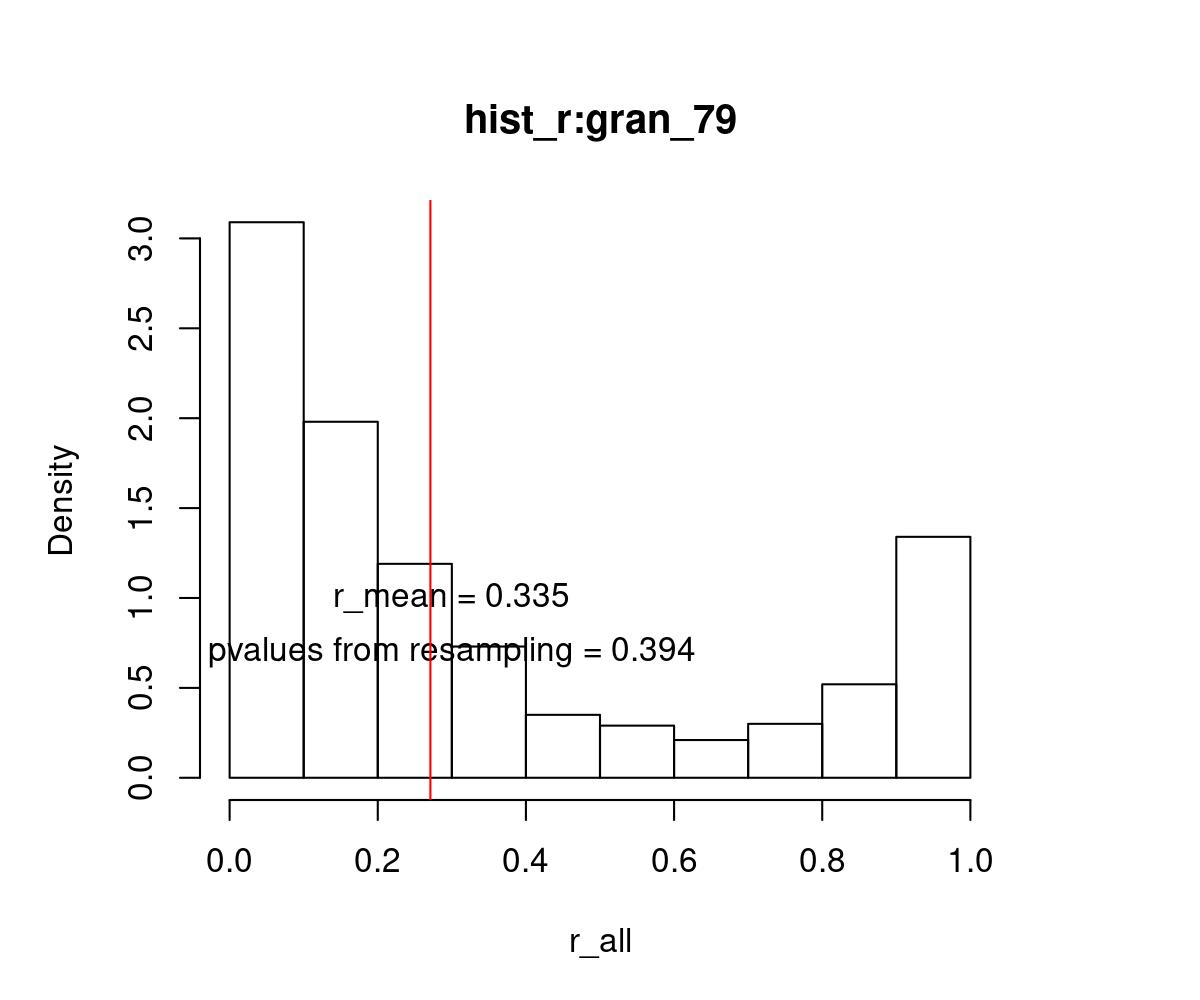 hist_r:gran_79
Density
3.0
2.5
2.0
1.5
1.0
0.5
0.0
r_mean = 0.335
pvalues from resampling = 0.394
0.0 0.2 0.4 0.6 0.8 1.0
r_all